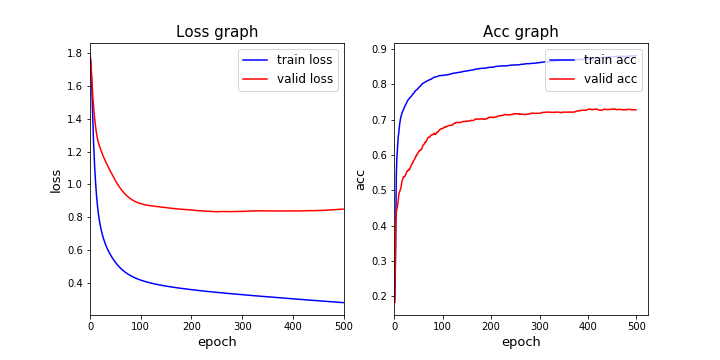 Loss graph
1.8
1.6
1.4
1.2
1.0
0.8
0.6
0.4
loss
train loss
valid loss
0 100 200 300 400 500
epoch
Acc graph
0.9
0.8
0.7
0.6
0.5
0.4
0.3
0.2
acc
train acc
valid acc
0 100 200 300 400 500
epoch